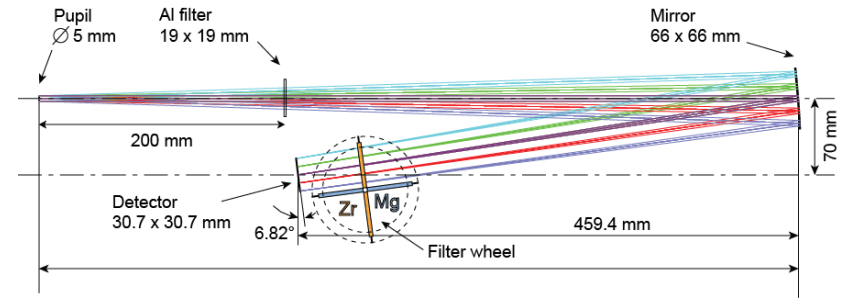 Pupil
∅ 5 mm
Al filter
19 x 19 mm
Mirror
66 x 66 mm
200 mm
70 mm
Detector
30.7 x 30.7 mm
Zr
Mg
6.82°
459.4 mm
Filter wheel